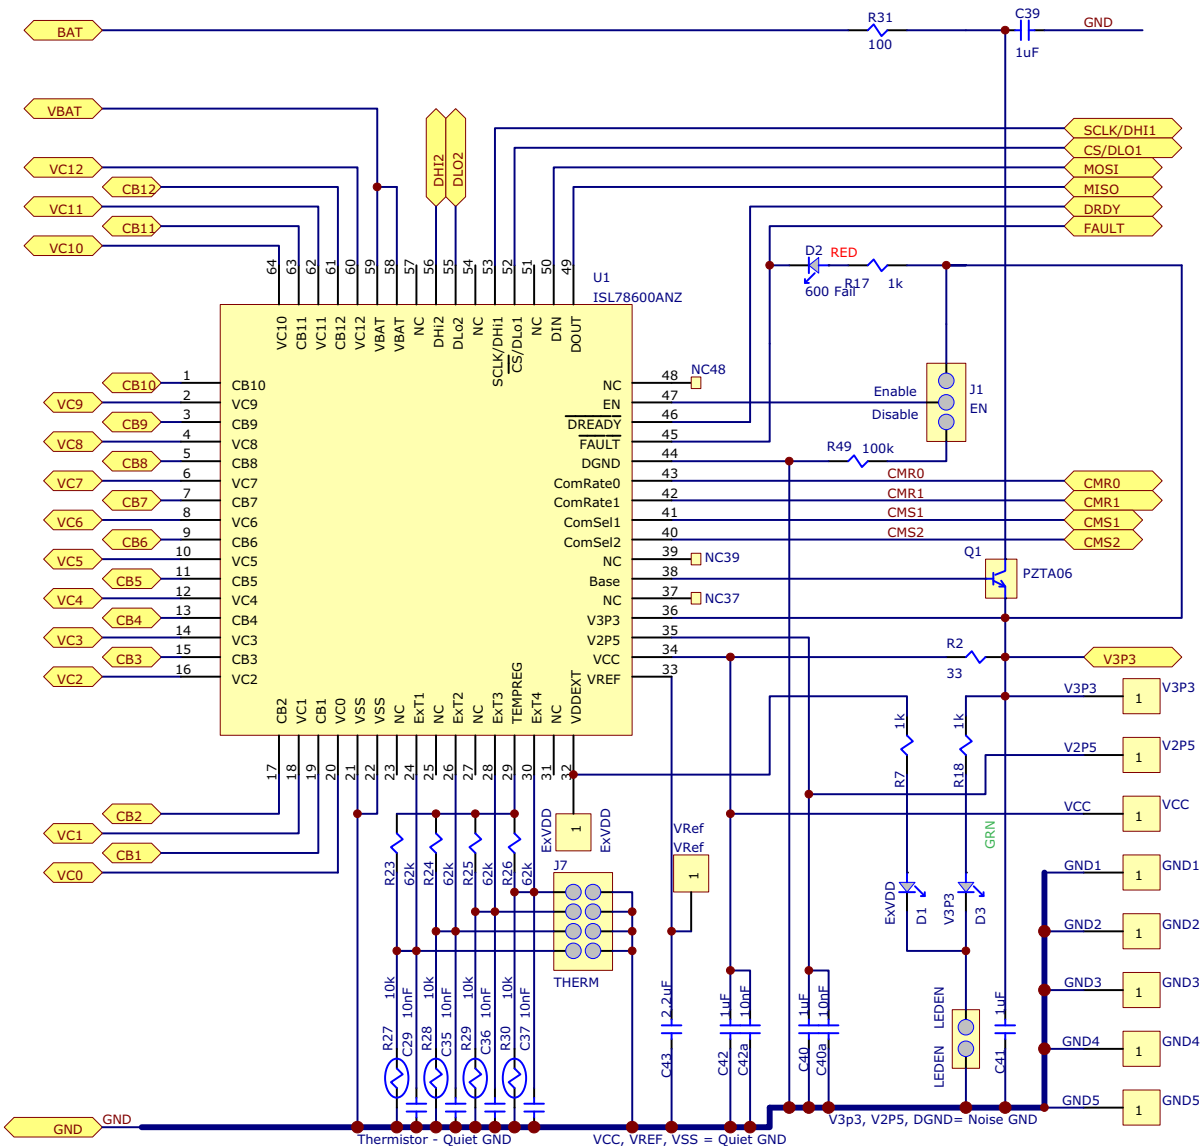 BAT
R31
100
C39
1uF
GND
VBAT
VC12
CB12
VC11
CB11
VC10
DHI2
DLO2
SCLK/DHI1
CS/DLO1
MOSI
MISO
DRDY
FAULT
D2
RED
600 Fail
R17
1k
U1
ISL78600ANZ
64
63
62
61
60
59
58
57
56
55
54
53
52
51
50
49
VC10
CB11
VC11
CB12
VC12
VBAT
VBAT
NC
DHi2
DLo2
NC
SCLK/DHi1
CS/DLo1
NC
DIN
DOUT
CB10 1 CB10
VC9 2 VC9
CB9 3 CB9
VC8 4 VC8
CB8 5 CB8
VC7 6 VC7
CB7 7 CB7
VC6 8 VC6
CB6 9 CB6
VC5 10 VC5
CB5 11 CB5
VC4 12 VC4
CB4 13 CB4
VC3 14 VC3
CB3 15 CB3
VC2 16 VC2
NC 48 NC48
EN 47
DREADY 46
FAULT 45
DGND 44
ComRate0 43 CMR0 CMR0
ComRate1 42 CMR1 CMR1
ComSel1 41 CMS1 CMS1
ComSel2 40 CMS2 CMS2
NC 39 NC39
Base 38
NC 37 NC37
V3P3 36
V2P5 35
VCC 34
VREF 33
Enable
Disable
J1
EN
R49
100k
Q1
PZTA06
R2
33
V3P3
CB2
VC1
CB1
VC0
VSS
VSS
NC
ExT1
NC
ExT2
NC
ExT3
TEMPREG
ExT4
NC
VDDEXT
17
18
19
20
21
22
23
24
25
26
27
28
29
30
31
32
CB2
VC1
CB1
VC0
R23
62k
R24
62k
R25
62k
R26
62k
ExVDD
1
ExVDD
J7
THERM
VRef
VRef
1
R7
1k
R18
1k
GRN
ExVDD
D1
V3P3
D3
V3P3 1 V3P3
V2P5 1 V2P5
VCC 1 VCC
GND1 1 GND1
GND2 1 GND2
GND3 1 GND3
GND4 1 GND4
GND5 1 GND5
R27
10k
C29
10nF
R28
10k
C35
10nF
R29
10k
C36
10nF
R30
10k
C37
10nF
C43
2.2uF
C42
1uF
C42a
10nF
C40
1uF
C40a
10nF
LEDEN
LEDEN
C41
1uF
GND
GND
Thermistor - Quiet GND
VCC, VREF, VSS = Quiet GND
V3p3, V2P5, DGND= Noise GND